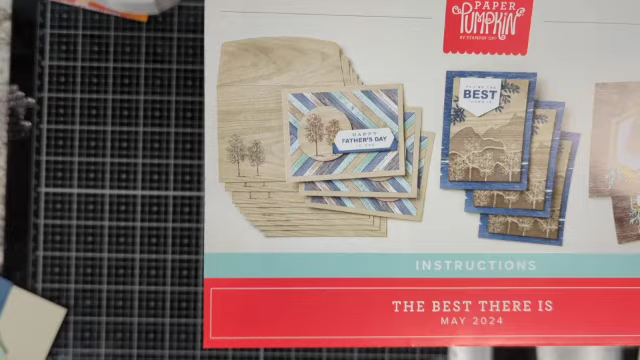 PAPER
PUMPKIN
BY STAMPIN' UP!
HAPPY
FATHER'S DAY
BEST
INSTRUCTIONS
THE BEST THERE IS
MAY 2024